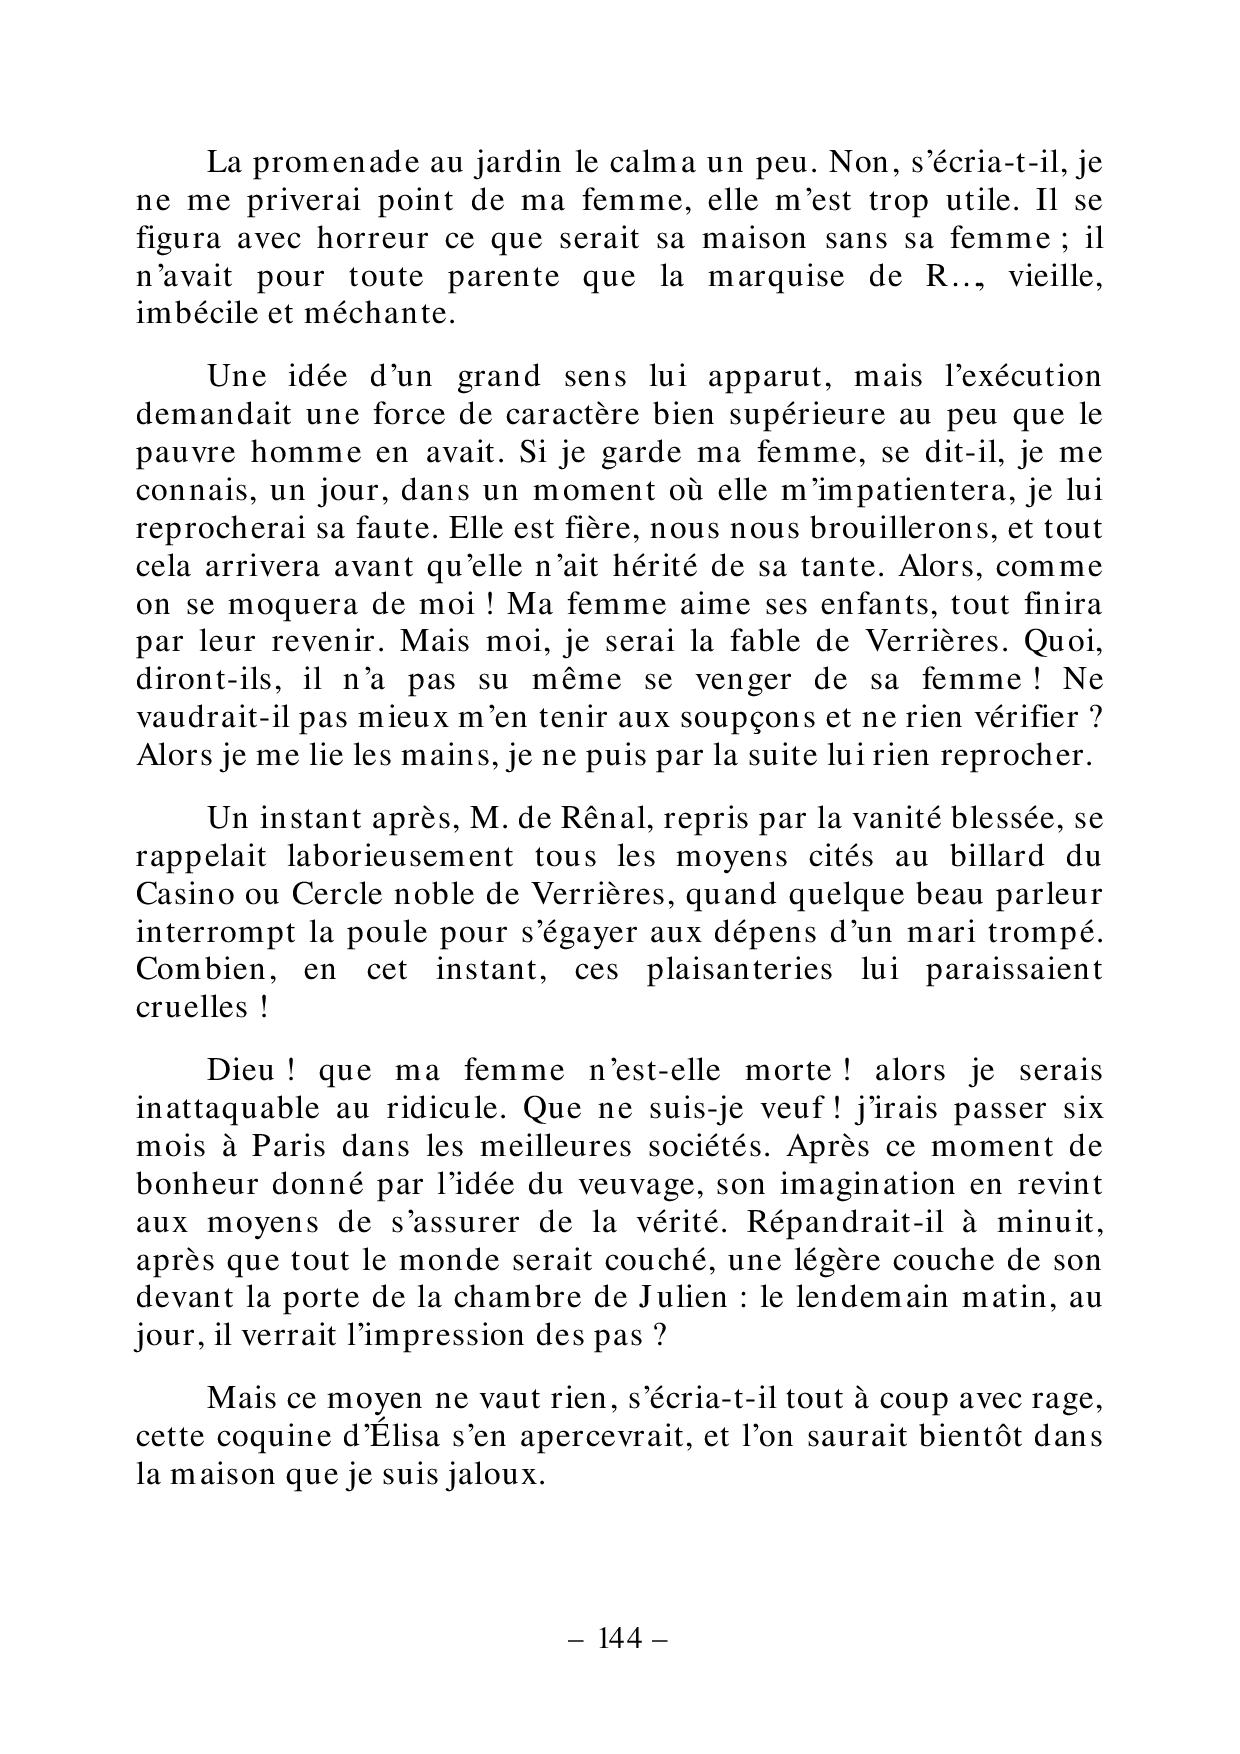 La promenade au jardin le calma un peu. Non, s’écria-t-il, je
ne me priverai point de ma femme, elle m’est trop utile. Il se
figura avec horreur ce que serait sa maison sans sa femme ; il
n’avait pour toute parente que la marquise de R…, vieille,
imbécile et méchante.
Une idée d’un grand sens lui apparut, mais l’exécution
demandait une force de caractère bien supérieure au peu que le
pauvre homme en avait. Si je garde ma femme, se dit-il, je me
connais, un jour, dans un moment où elle m’impatientera, je lui
reprocherai sa faute. Elle est fière, nous nous brouillerons, et tout
cela arrivera avant qu’elle n’ait hérité de sa tante. Alors, comme
on se moquera de moi ! Ma femme aime ses enfants, tout finira
par leur revenir. Mais moi, je serai la fable de Verrières. Quoi,
diront-ils, il n’a pas su même se venger de sa femme ! Ne
vaudrait-il pas mieux m’en tenir aux soupçons et ne rien vérifier ?
Alors je me lie les mains, je ne puis par la suite lui rien reprocher.
Un instant après, M. de Rênal, repris par la vanité blessée, se
rappelait laborieusement tous les moyens cités au billard du
Casino ou Cercle noble de Verrières, quand quelque beau parleur
interrompt la poule pour s’égayer aux dépens d’un mari trompé.
Combien, en cet instant, ces plaisanteries lui paraissaient
cruelles !
Dieu ! que ma femme n’est-elle morte ! alors je serais
inattaquable au ridicule. Que ne suis-je veuf ! j’irais passer six
mois à Paris dans les meilleures sociétés. Après ce moment de
bonheur donné par l’idée du veuvage, son imagination en revint
aux moyens de s’assurer de la vérité. Répandrait-il à minuit,
après que tout le monde serait couché, une légère couche de son
devant la porte de la chambre de Julien : le lendemain matin, au
jour, il verrait l’impression des pas ?
Mais ce moyen ne vaut rien, s’écria-t-il tout à coup avec rage,
cette coquine d’Élisa s’en apercevrait, et l’on saurait bientôt dans
la maison que je suis jaloux.
– 144 –